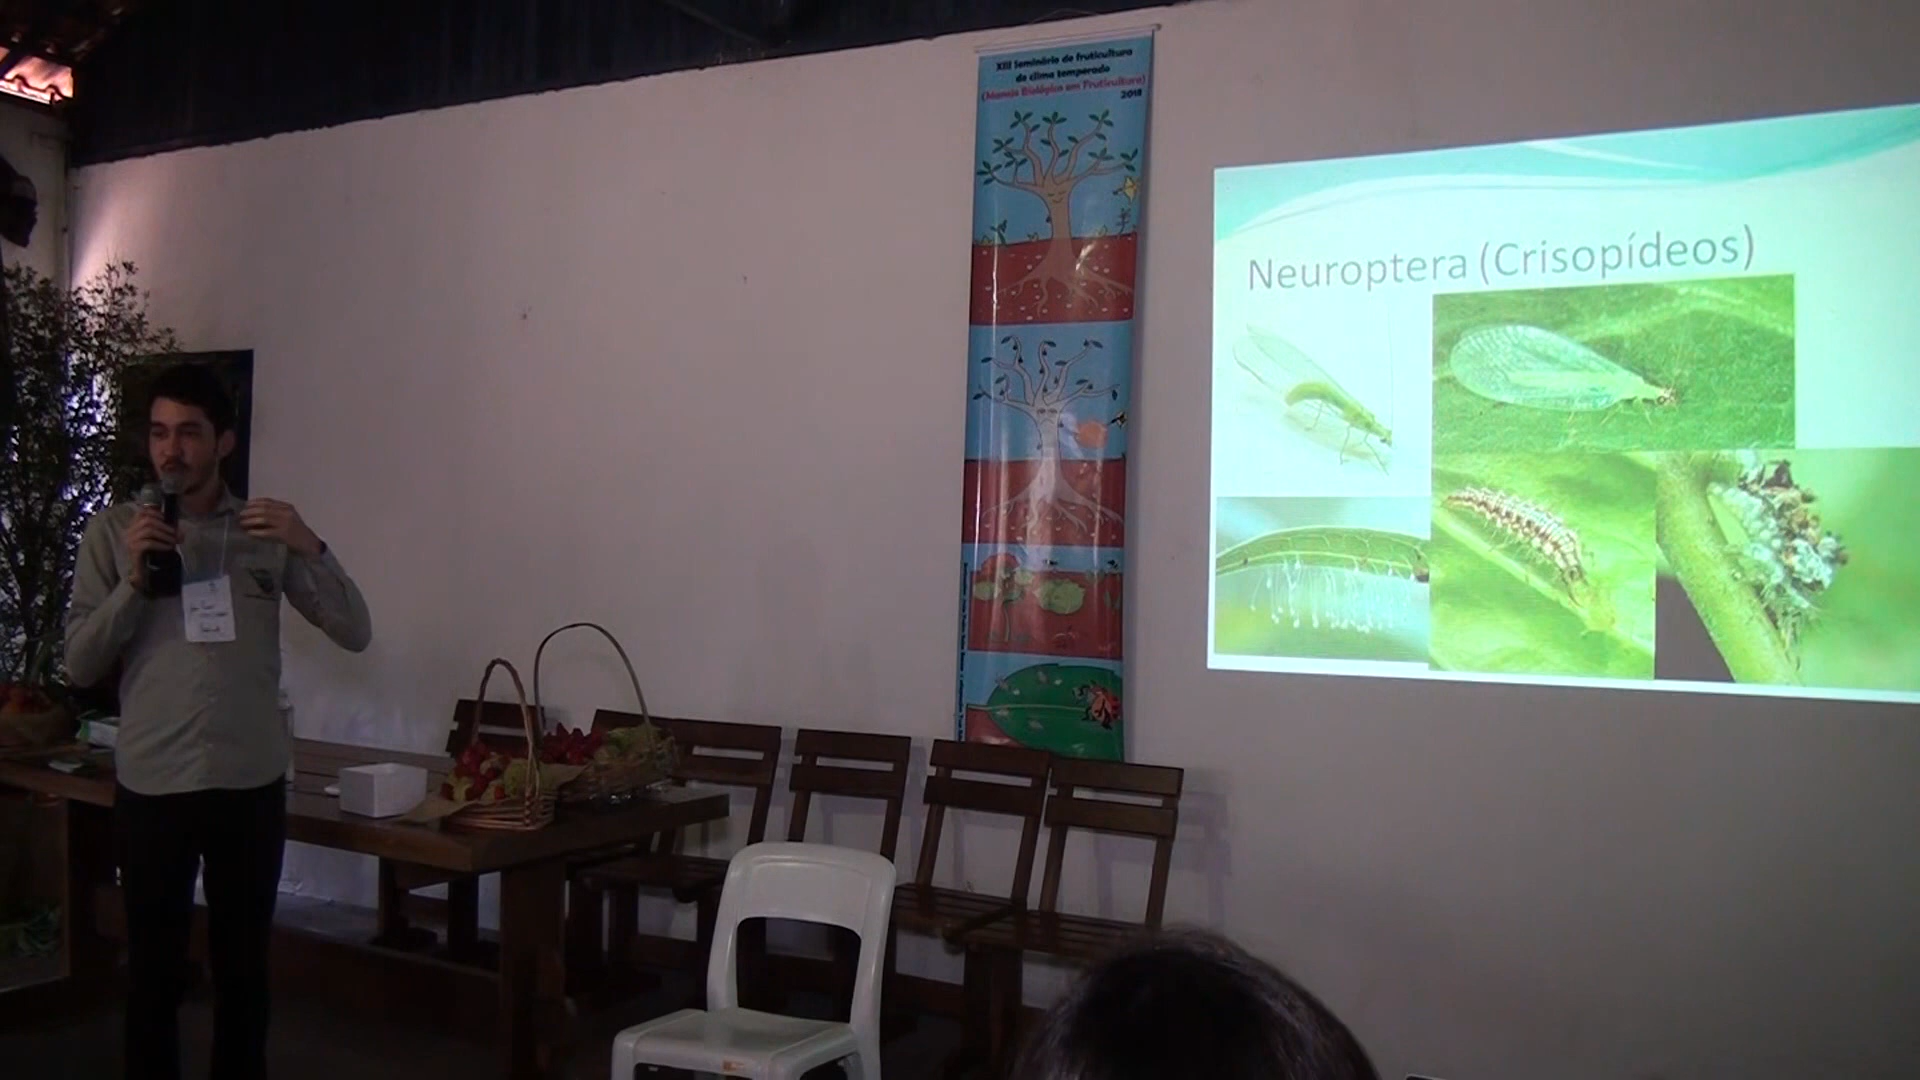 XIII Seminário de fruticultura
de clima temperado
(Manejo Biológico em Fruticultura)
2018
Neuroptera (Crisopídeos)